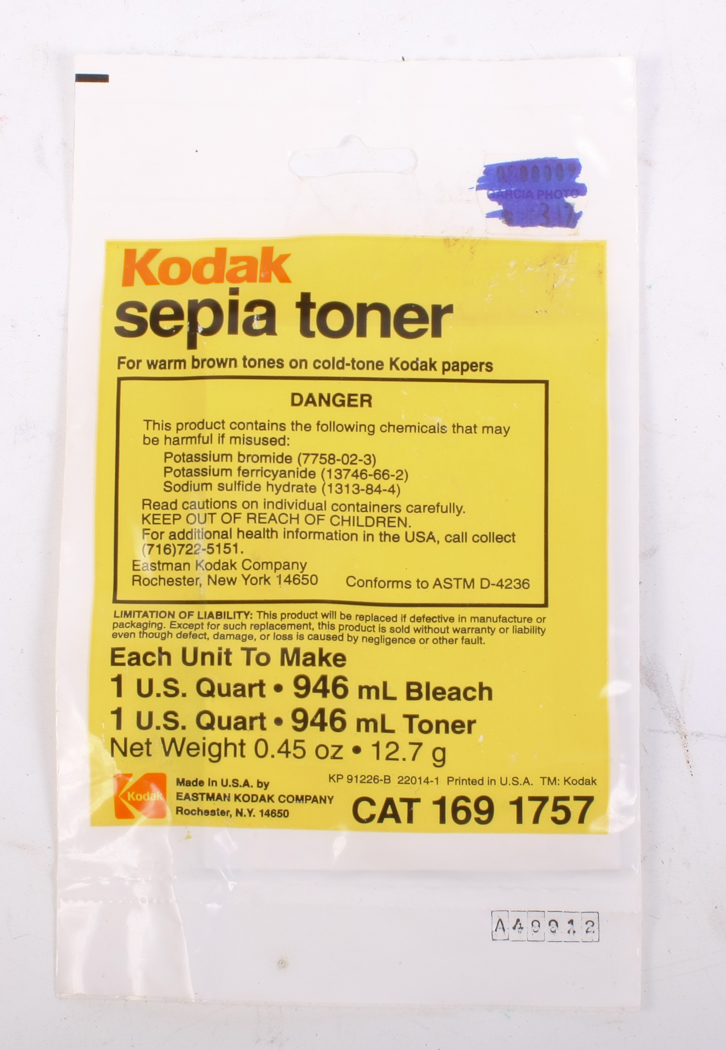 GARCIA PHOTO
Kodak
sepia toner
For warm brown tones on cold-tone Kodak papers
DANGER
This product contains the following chemicals that may
be harmful if misused:
Potassium bromide (7758-02-3)
Potassium ferricyanide (13746-66-2)
Sodium sulfide hydrate (1313-84-4)
Read cautions on individual containers carefully.
KEEP OUT OF REACH OF CHILDREN.
For additional health information in the USA, call collect
(716)722-5151.
Eastman Kodak Company
Rochester, New York 14650 Conforms to ASTM D-4236
LIMITATION OF LIABILITY: This product will be replaced if defective in manufacture or
packaging. Except for such replacement, this product is sold without warranty or liability
even though defect, damage, or loss is caused by negligence or other fault.
Each Unit To Make
1 U.S. Quart • 946 mL Bleach
1 U.S. Quart • 946 mL Toner
Net Weight 0.45 oz • 12.7 g
KP 91226-B 22014-1 Printed in U.S.A. TM: Kodak
Kodak
Made in U.S.A. by
EASTMAN KODAK COMPANY
Rochester, N.Y. 14650
CAT 169 1757